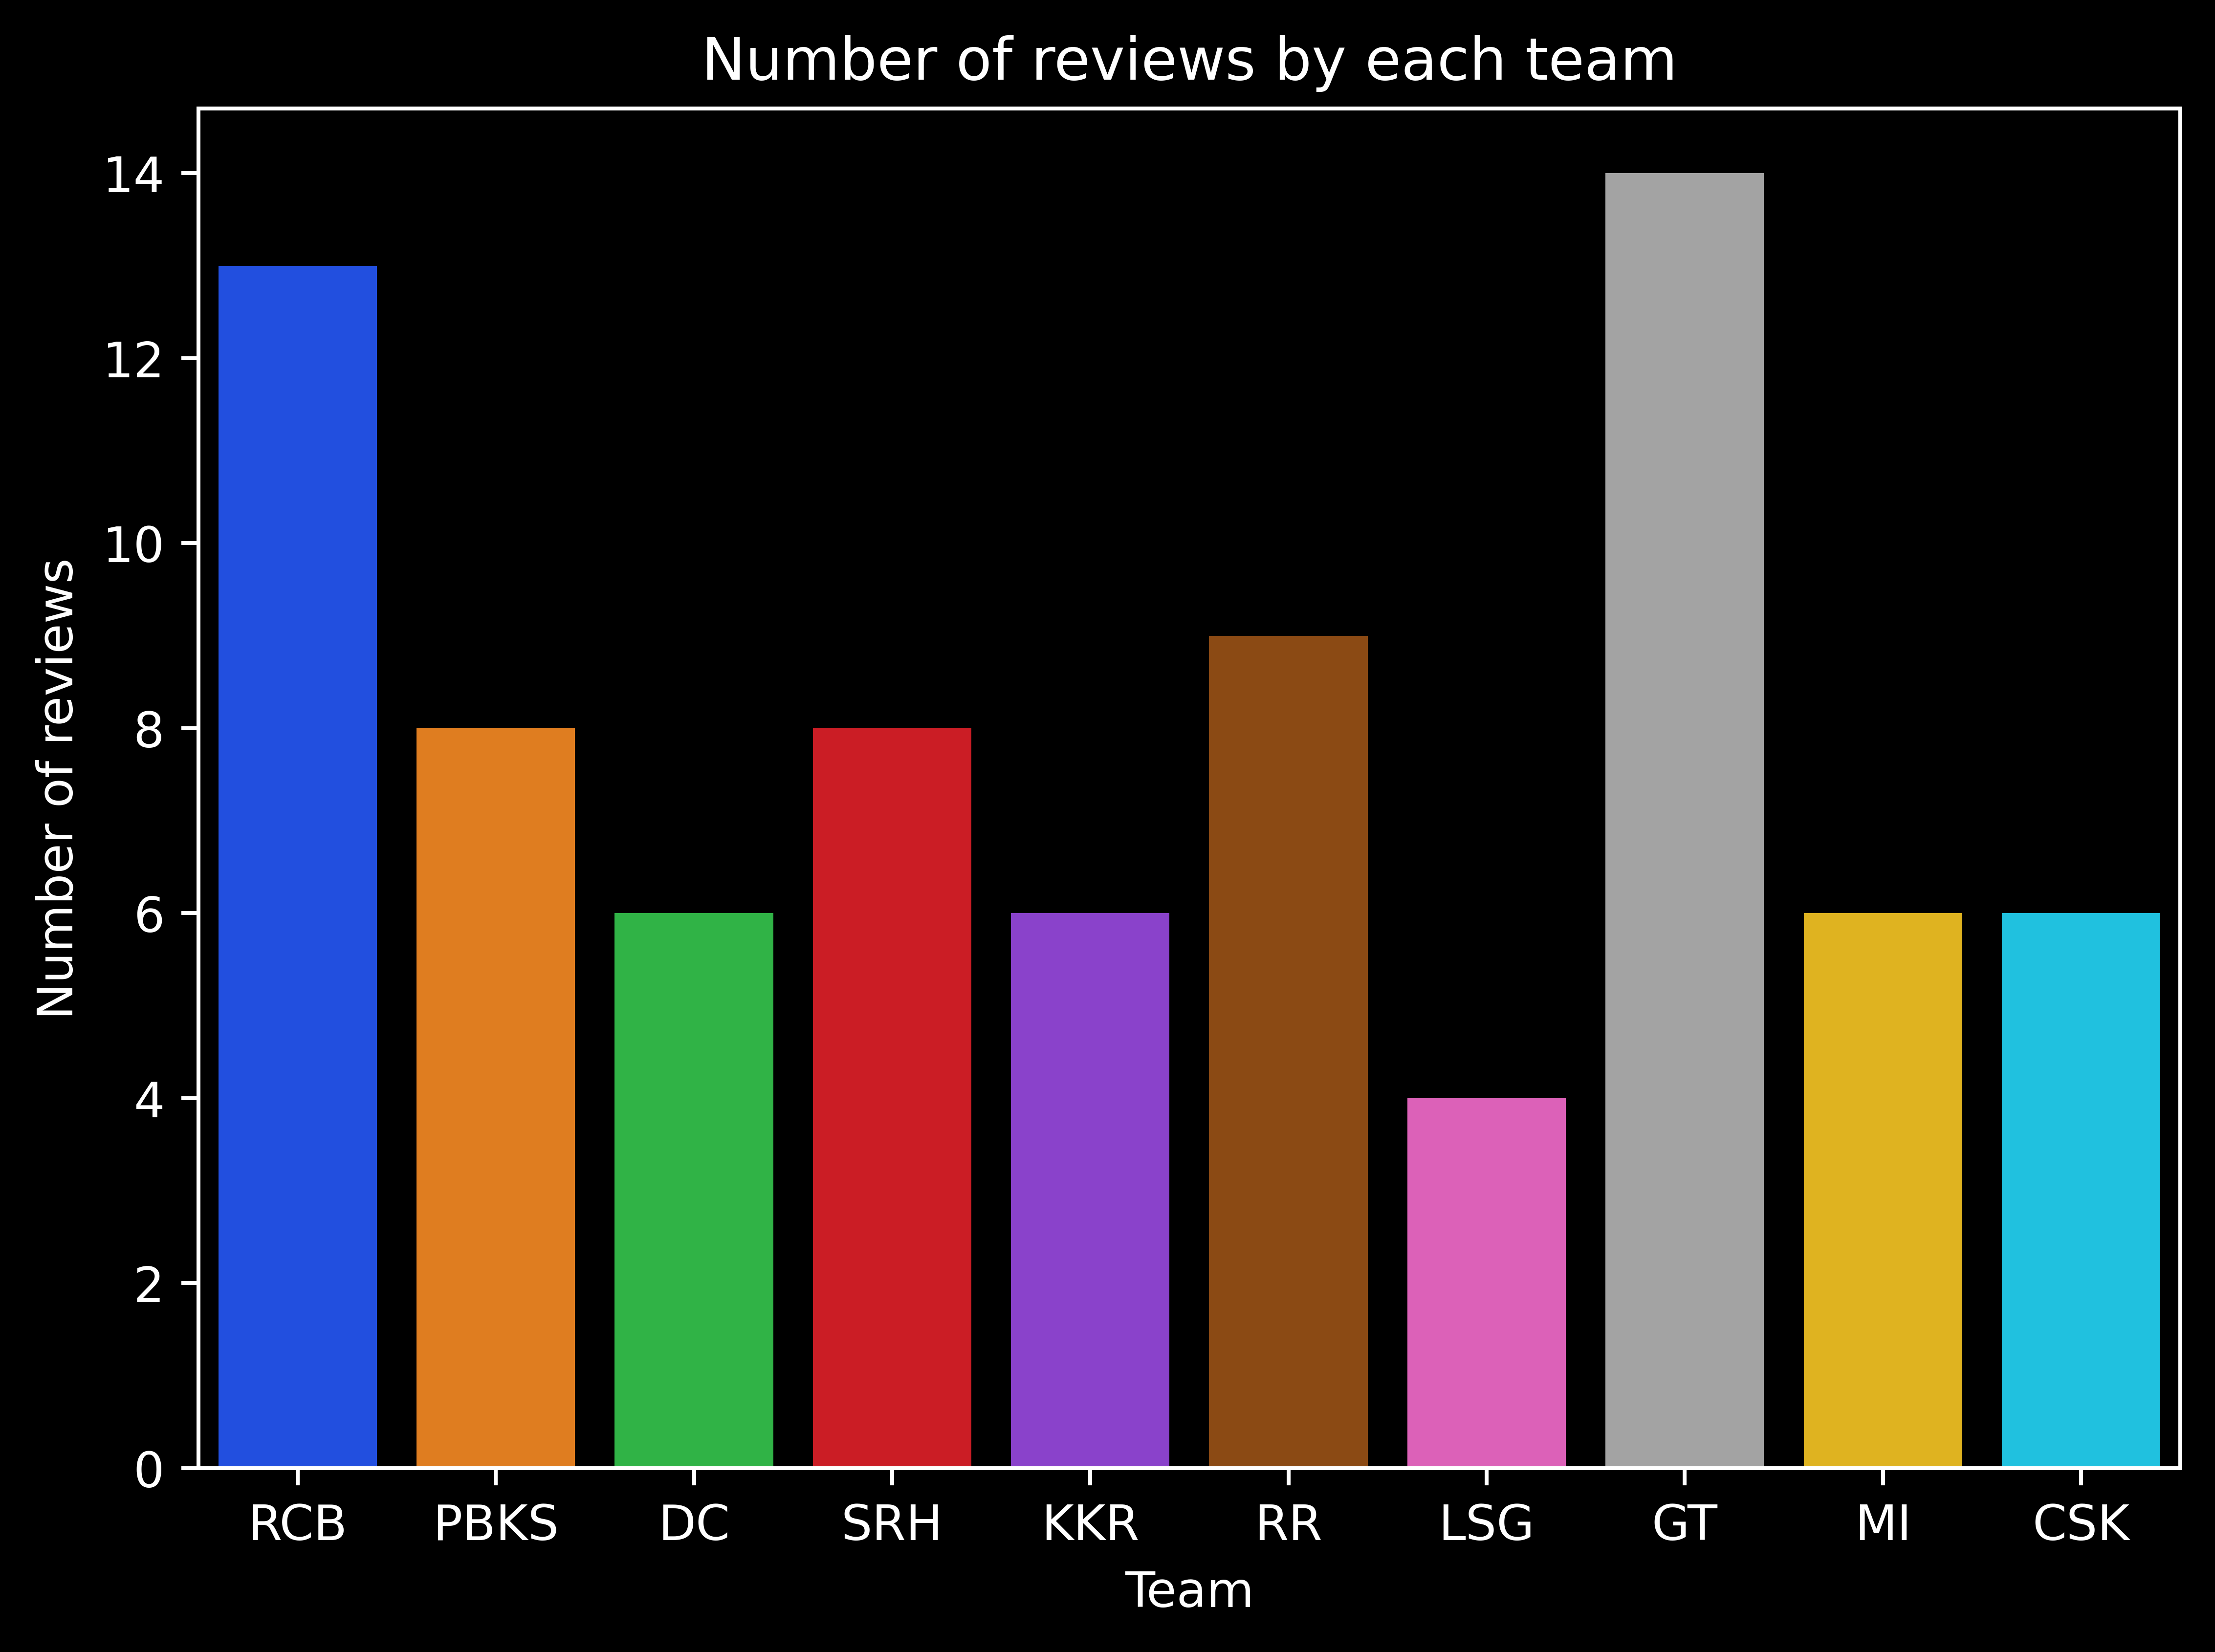 Number of reviews by each team
Number of reviews
14
12
10
8
6
4
2
0
RCB PBKS DC SRH KKR RR LSG GT MI CSK
Team